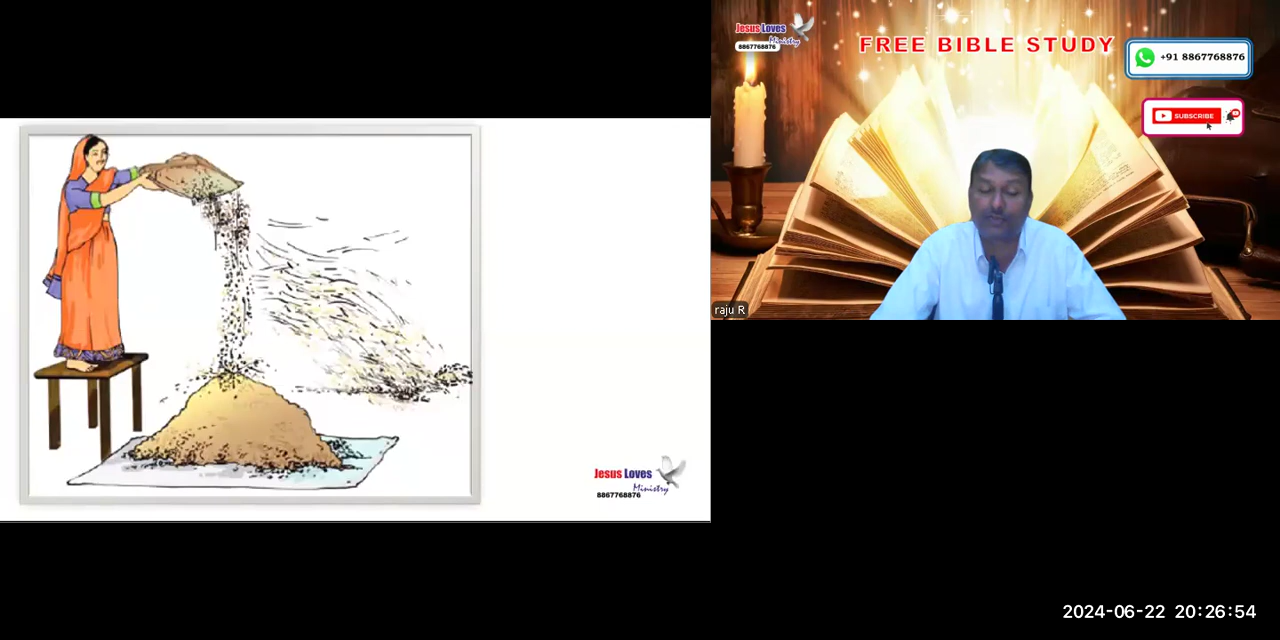 Jesus Loves
Ministry
8867768876
FREE BIBLE STUDY
+91 8867768876
SUBSCRIBE
raju R
Jesus Loves
Ministry
8867768876
2024-06-22 20:26:54